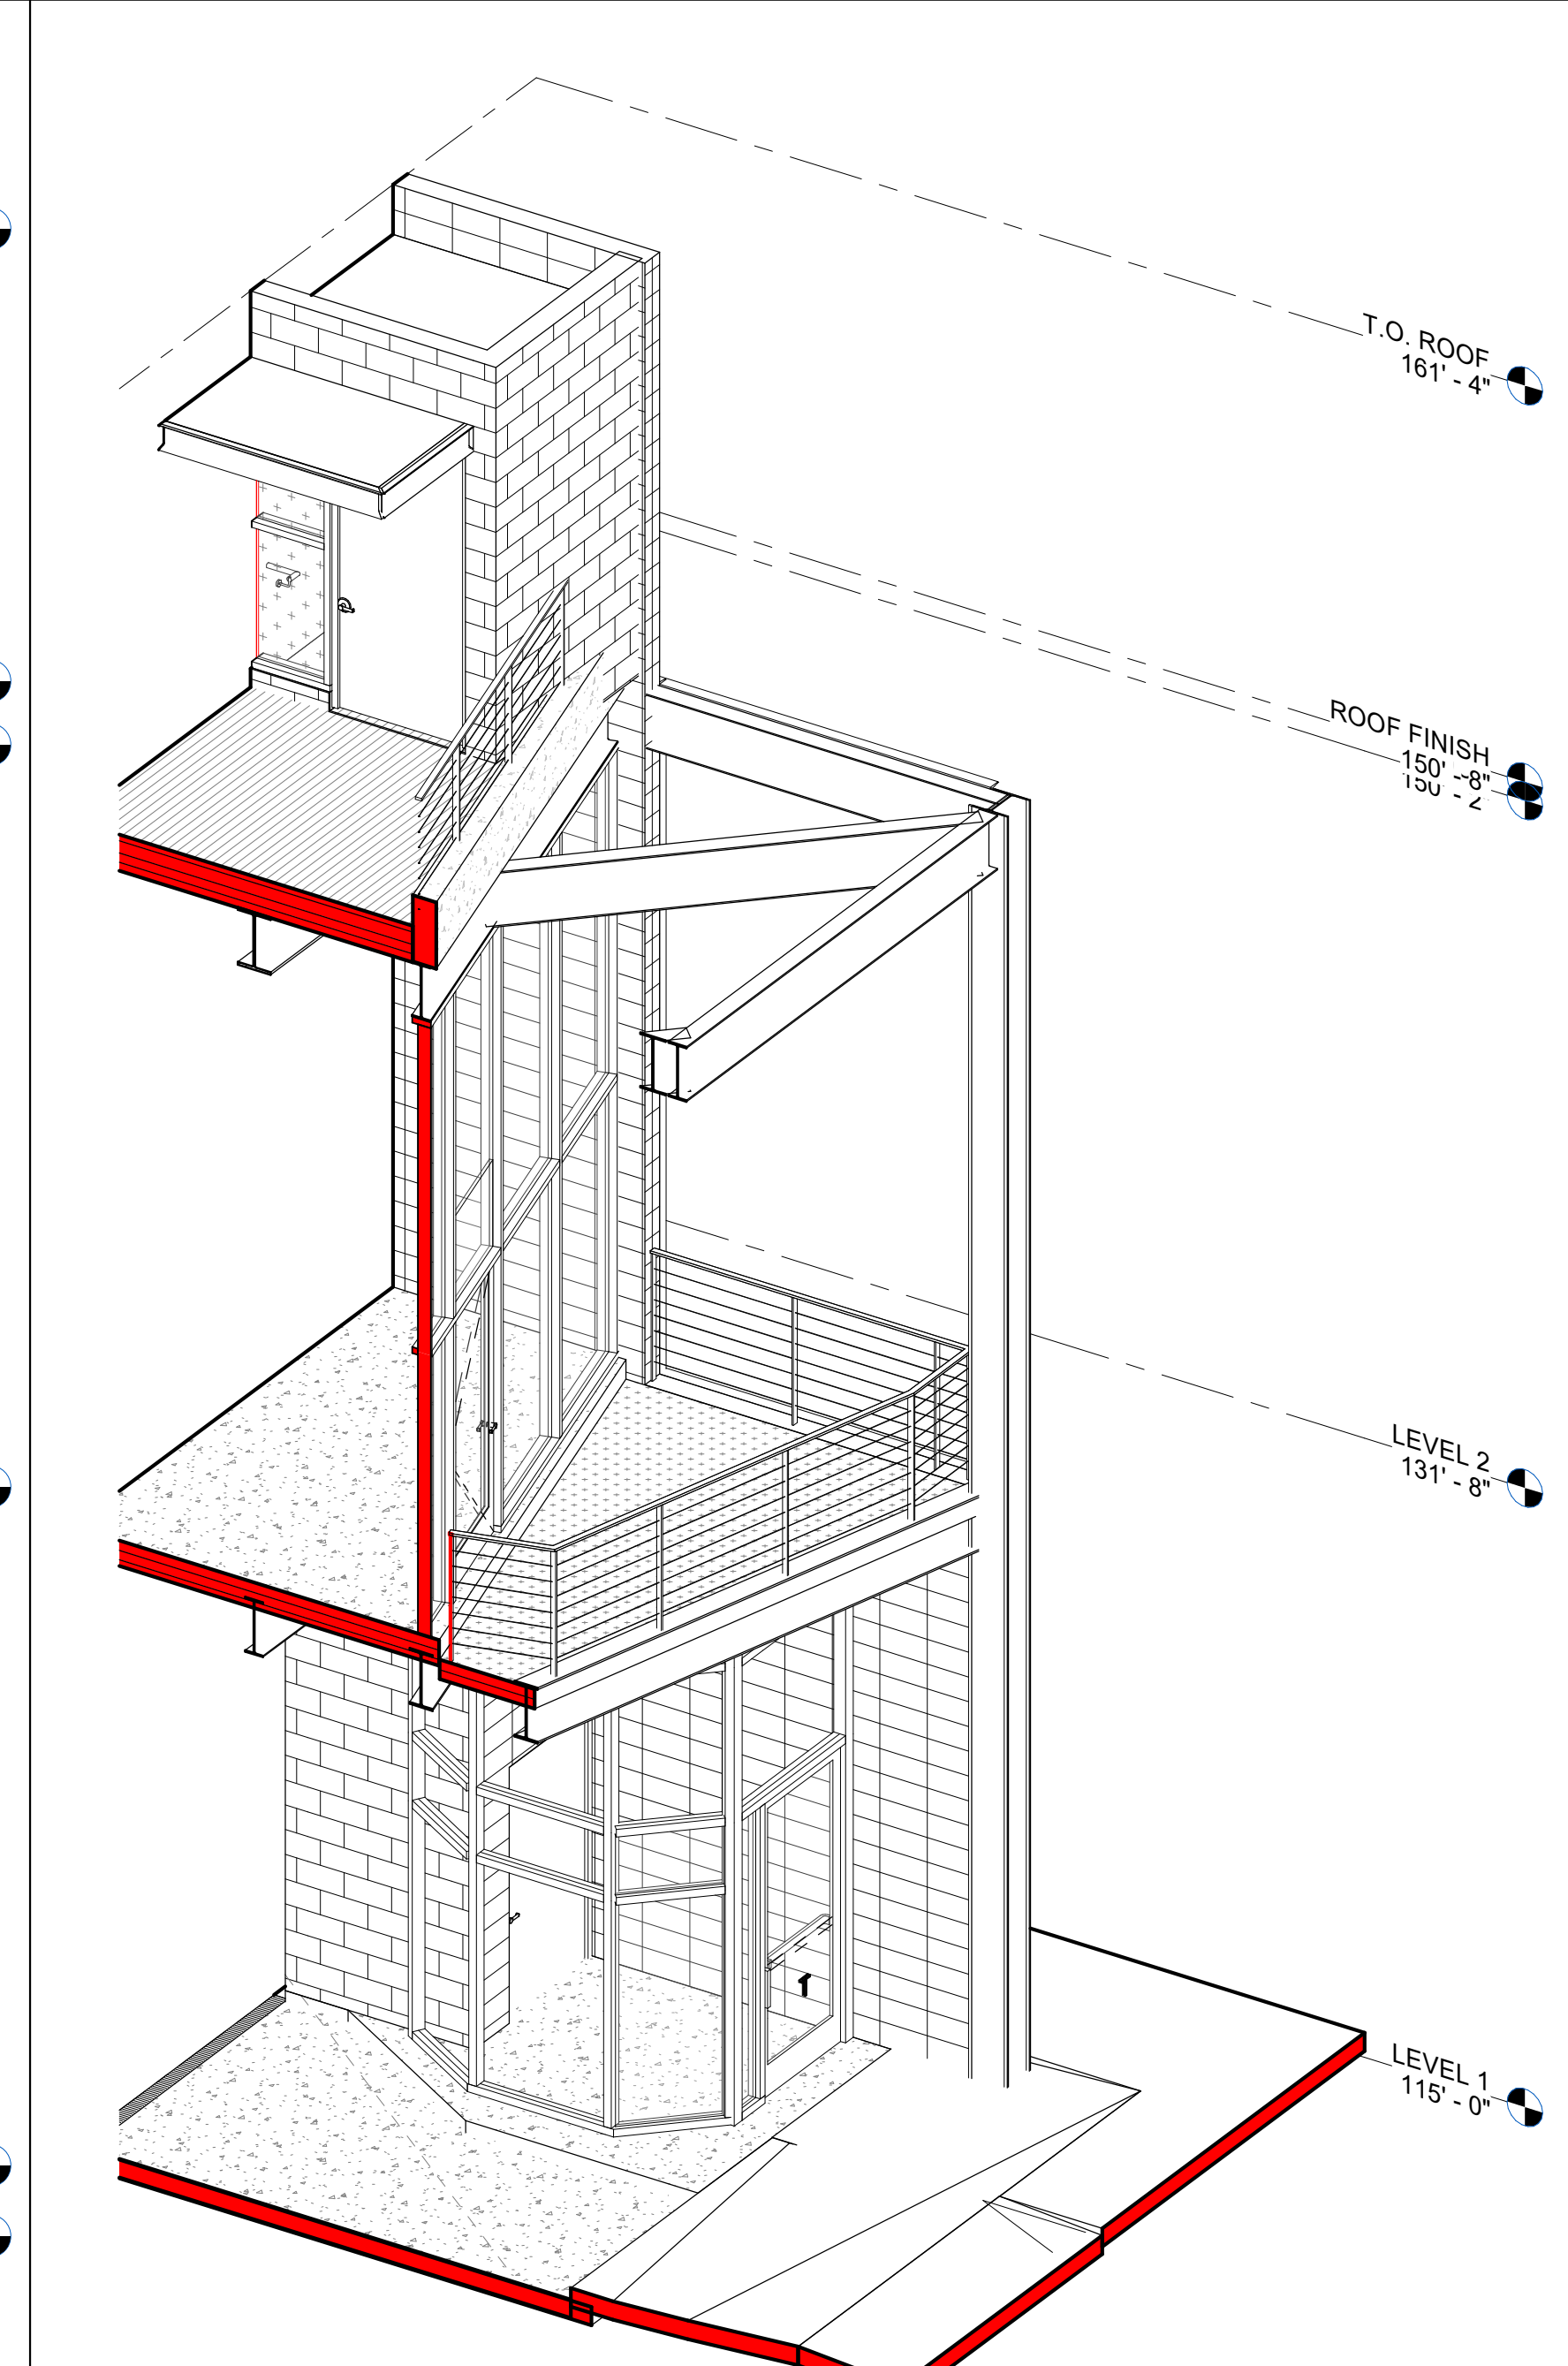 T.O. ROOF
161' - 4"
ROOF FINISH
150' - 8"
LEVEL 2
131' - 8"
LEVEL 1
115' - 0"